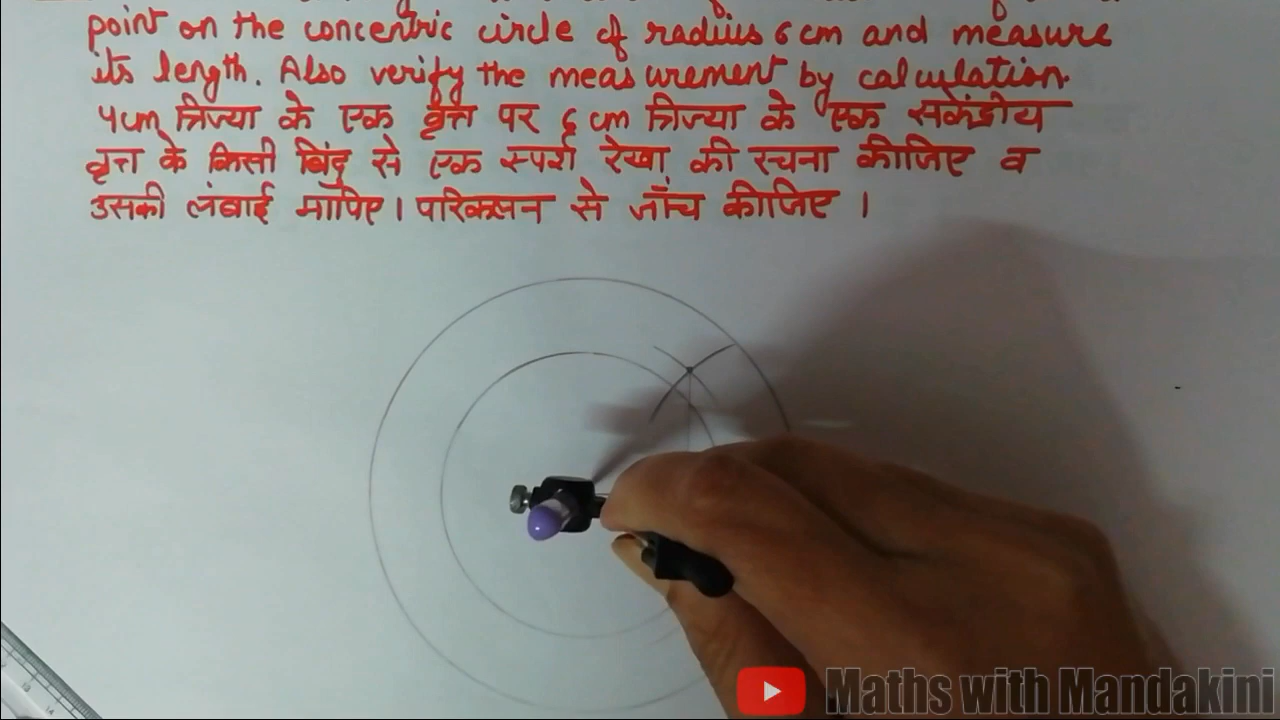 point on the concentric circle of radius 6 cm and measure
its length. Also verify the measurement by calculation.
4cm त्रिज्या के एक वृत्त पर 6 cm त्रिज्या के एक सकेंद्रीय
वृत्त के किसी बिंदु से एक स्पर्श रेखा की रचना कीजिए व
उसकी लंबाई मापिए। परिकलन से जाँच कीजिए ।
Maths with Mandakini